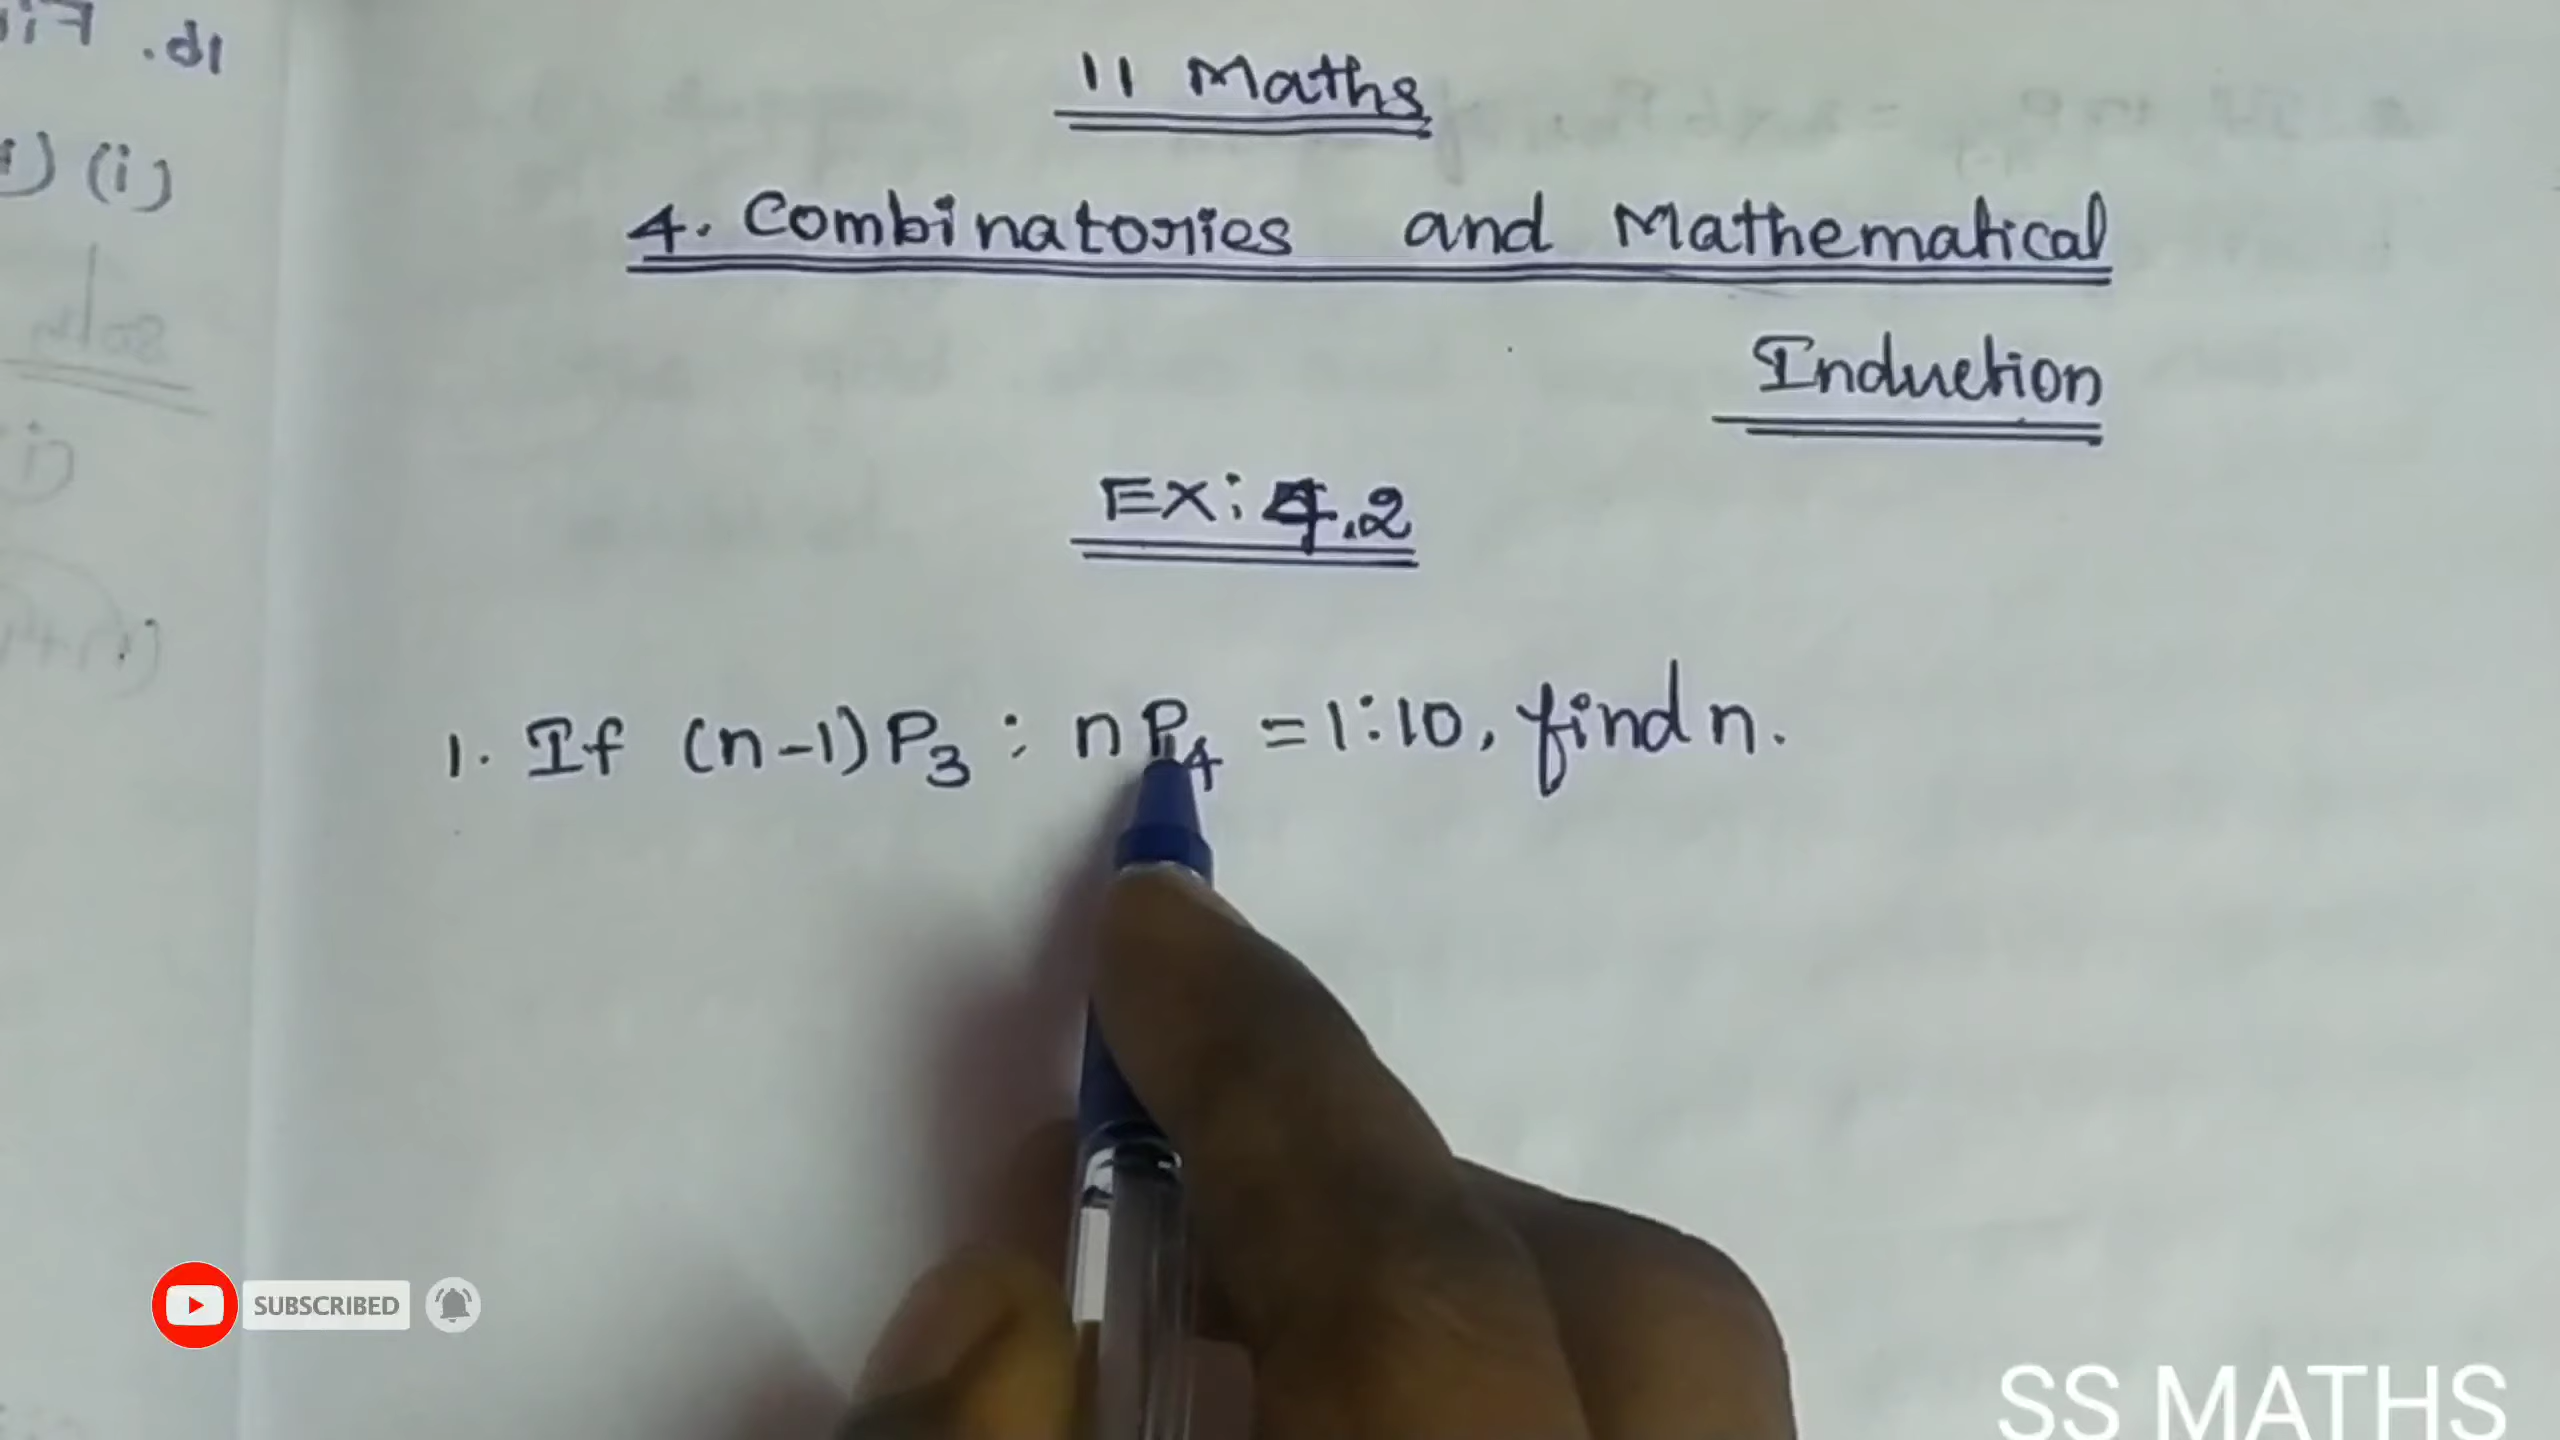 11 Maths
4. Combinatories and Mathematical
Induction
EX: 4.2
1. If (n-1)P₃ : nP₄ = 1:10, find n.
SUBSCRIBED
SS MATHS